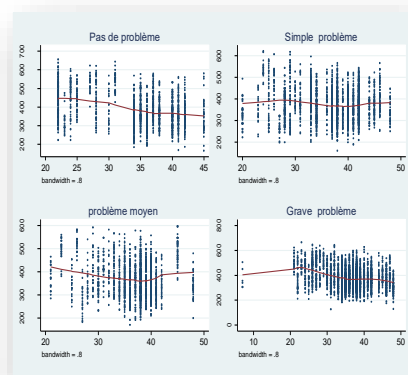 Pas de problème
200 300 400 500 600 700
20 25 30 35 40 45
bandwidth = .8
Simple problème
200 300 400 500 600
20 30 40 50
bandwidth = .8
problème moyen
200 300 400 500 600
20 30 40 50
bandwidth = .8
Grave problème
0 200 400 600 800
10 20 30 40 50
bandwidth = .8